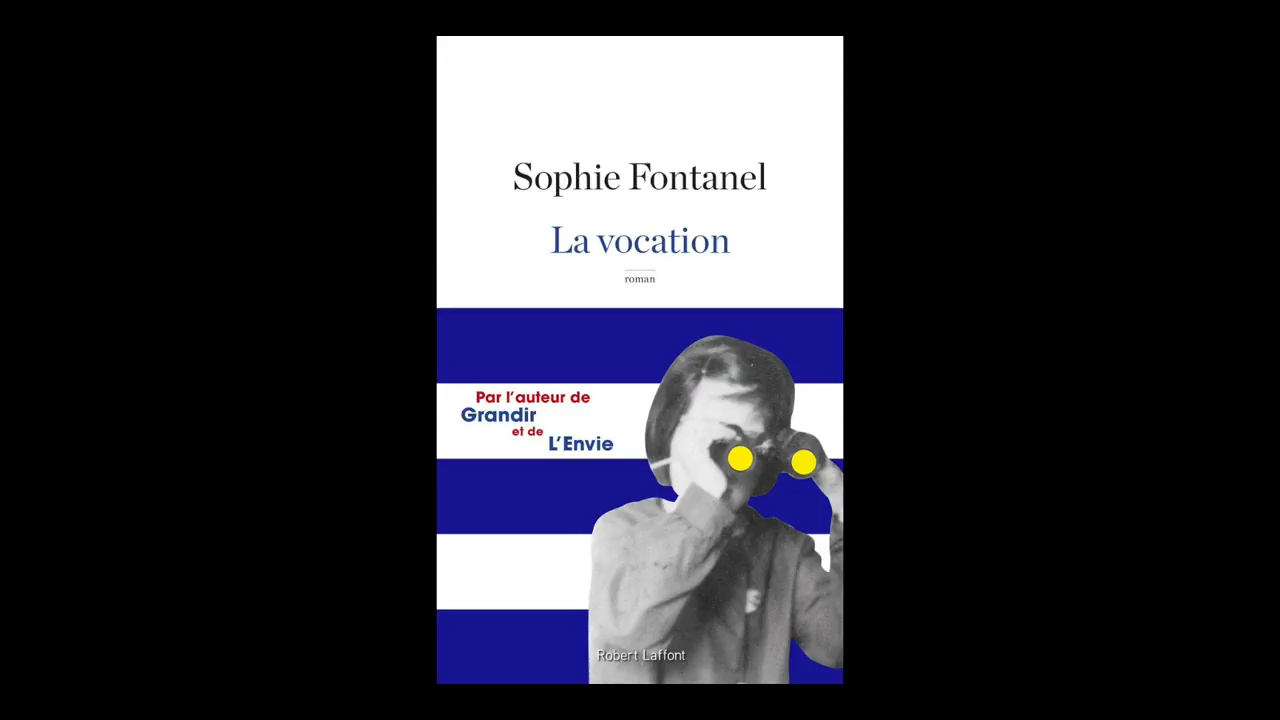 Sophie Fontanel
La vocation
roman
Par l'auteur de
Grandir
et de
L'Envie
Robert Laffont